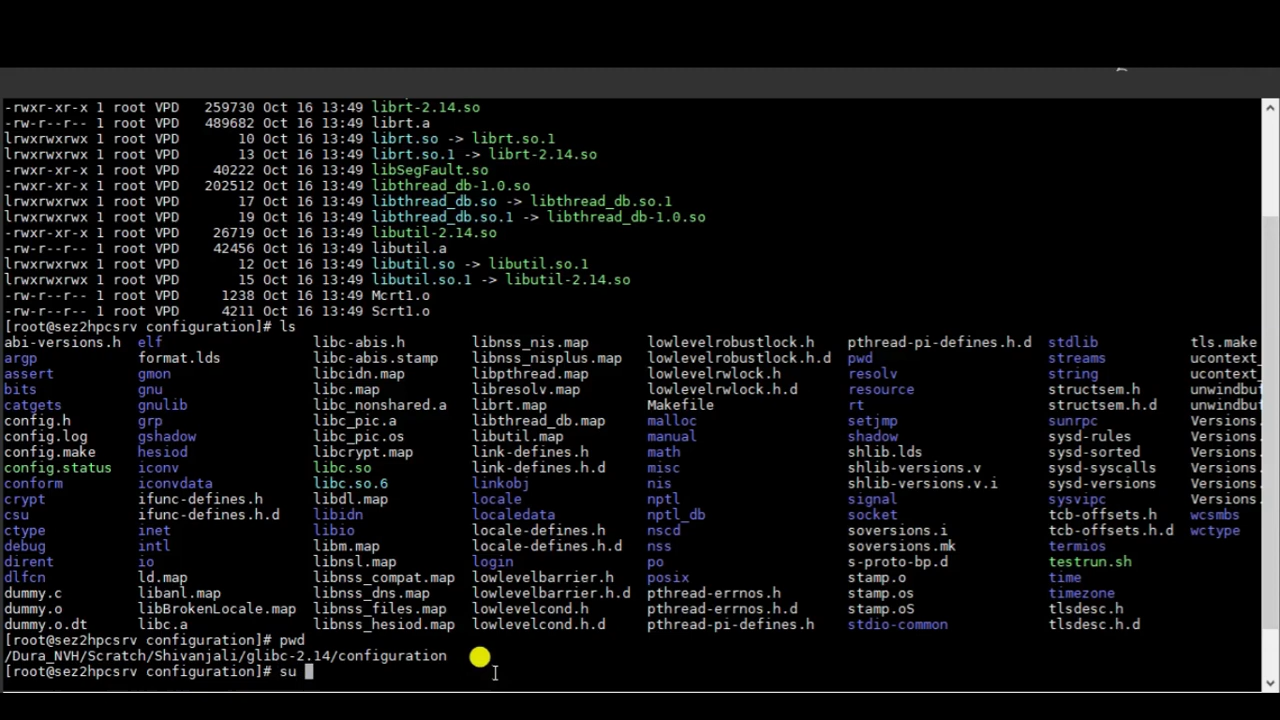 -rwxr-xr-x 1 root VPD   259730 Oct 16 13:49 librt-2.14.so
-rw-r--r-- 1 root VPD   489682 Oct 16 13:49 librt.a
lrwxrwxrwx 1 root VPD       10 Oct 16 13:49 librt.so -> librt.so.1
lrwxrwxrwx 1 root VPD       13 Oct 16 13:49 librt.so.1 -> librt-2.14.so
-rwxr-xr-x 1 root VPD    40222 Oct 16 13:49 libSegFault.so
-rwxr-xr-x 1 root VPD   202512 Oct 16 13:49 libthread_db-1.0.so
lrwxrwxrwx 1 root VPD       17 Oct 16 13:49 libthread_db.so -> libthread_db.so.1
lrwxrwxrwx 1 root VPD       19 Oct 16 13:49 libthread_db.so.1 -> libthread_db-1.0.so
-rwxr-xr-x 1 root VPD    26719 Oct 16 13:49 libutil-2.14.so
-rw-r--r-- 1 root VPD    42456 Oct 16 13:49 libutil.a
lrwxrwxrwx 1 root VPD       12 Oct 16 13:49 libutil.so -> libutil.so.1
lrwxrwxrwx 1 root VPD       15 Oct 16 13:49 libutil.so.1 -> libutil-2.14.so
-rw-r--r-- 1 root VPD     1238 Oct 16 13:49 Mcrt1.o
-rw-r--r-- 1 root VPD     4211 Oct 16 13:49 Scrt1.o
[root@sez2hpcsrv configuration]# ls
abi-versions.h elf libc-abis.h libnss_nis.map lowlevelrobustlock.h pthread-pi-defines.h.d stdlib tls.make
argp format.lds libc-abis.stamp libnss_nisplus.map lowlevelrobustlock.h.d pwd streams ucontext_
assert gmon libcidn.map libpthread.map lowlevelrwlock.h resolv string ucontext_
bits gnu libc.map libresolv.map lowlevelrwlock.h.d resource structsem.h unwindbuf
catgets gnulib libc_nonshared.a librt.map Makefile rt structsem.h.d unwindbuf
config.h grp libc_pic.a libthread_db.map malloc setjmp sunrpc Versions.
config.log gshadow libc_pic.os libutil.map manual shadow sysd-rules Versions.
config.make hesiod libcrypt.map link-defines.h math shlib.lds sysd-sorted Versions.
config.status iconv libc.so link-defines.h.d misc shlib-versions.v sysd-syscalls Versions.
conform iconvdata libc.so.6 linkobj nis shlib-versions.v.i sysd-versions Versions.
crypt ifunc-defines.h libdl.map locale nptl signal sysvipc Versions.
csu ifunc-defines.h.d libidn localedata nptl_db socket tcb-offsets.h wcsmbs
ctype inet libio locale-defines.h nscd soversions.i tcb-offsets.h.d wctype
debug intl libm.map locale-defines.h.d nss soversions.mk termios
dirent io libnsl.map login po s-proto-bp.d testrun.sh
dlfcn ld.map libnss_compat.map lowlevelbarrier.h posix stamp.o time
dummy.c libanl.map libnss_dns.map lowlevelbarrier.h.d pthread-errnos.h stamp.os timezone
dummy.o libBrokenLocale.map libnss_files.map lowlevelcond.h pthread-errnos.h.d stamp.oS tlsdesc.h
dummy.o.dt libc.a libnss_hesiod.map lowlevelcond.h.d pthread-pi-defines.h stdio-common tlsdesc.h.d
[root@sez2hpcsrv configuration]# pwd
/Dura_NVH/Scratch/Shivanjali/glibc-2.14/configuration
[root@sez2hpcsrv configuration]# su